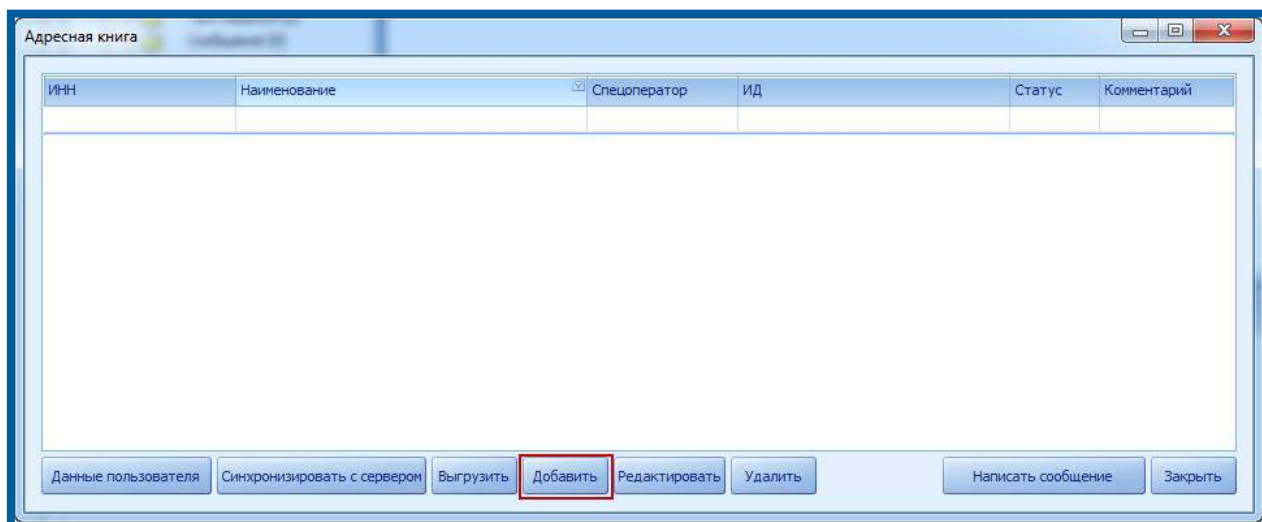 Адресная книга
ИНН Наименование Спецоператор ИД Статус Комментарий
Данные пользователя Синхронизировать с сервером Выгрузить Добавить Редактировать Удалить Написать сообщение Закрыть